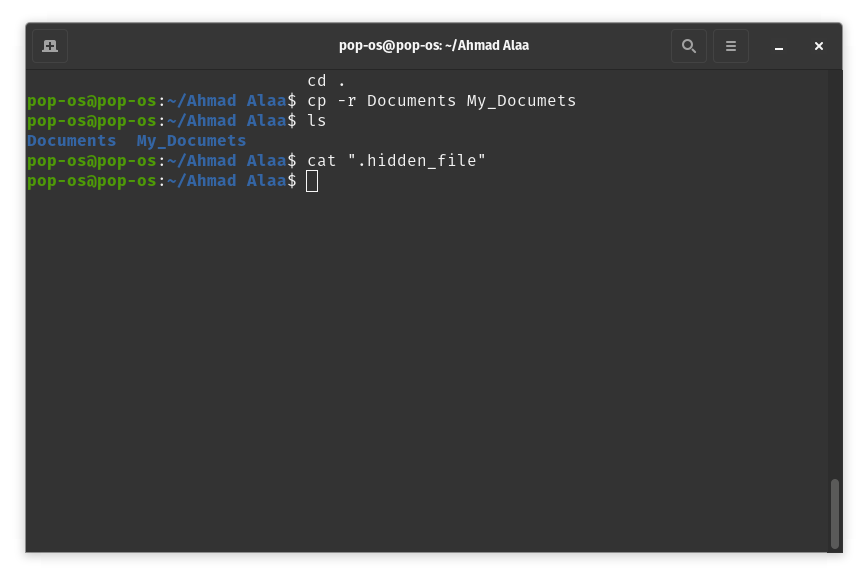 pop-os@pop-os: ~/Ahmad Alaa
cd .
pop-os@pop-os:~/Ahmad Alaa$ cp -r Documents My_Documets
pop-os@pop-os:~/Ahmad Alaa$ ls
Documents  My_Documets
pop-os@pop-os:~/Ahmad Alaa$ cat ".hidden_file"
pop-os@pop-os:~/Ahmad Alaa$